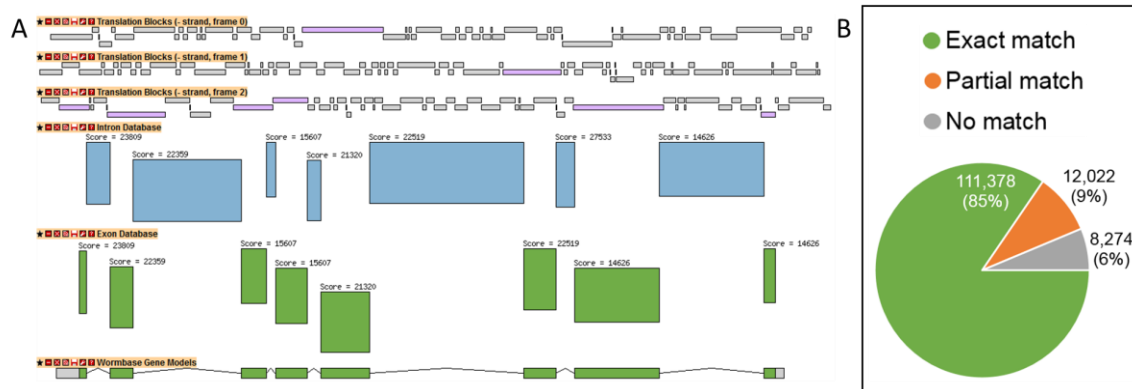 A
★ Translation Blocks (- strand, frame 0)
★ Translation Blocks (- strand, frame 1)
★ Translation Blocks (- strand, frame 2)
★ Intron Database
Score = 23809
Score = 22359
Score = 15607
Score = 21320
Score = 22519
Score = 27533
Score = 14626
★ Exon Database
Score = 23809
Score = 22359
Score = 15607
Score = 15607
Score = 21320
Score = 22519
Score = 14626
Score = 14626
★ Wormbase Gene Models
B
Exact match
Partial match
No match
111,378
(85%)
12,022
(9%)
8,274
(6%)